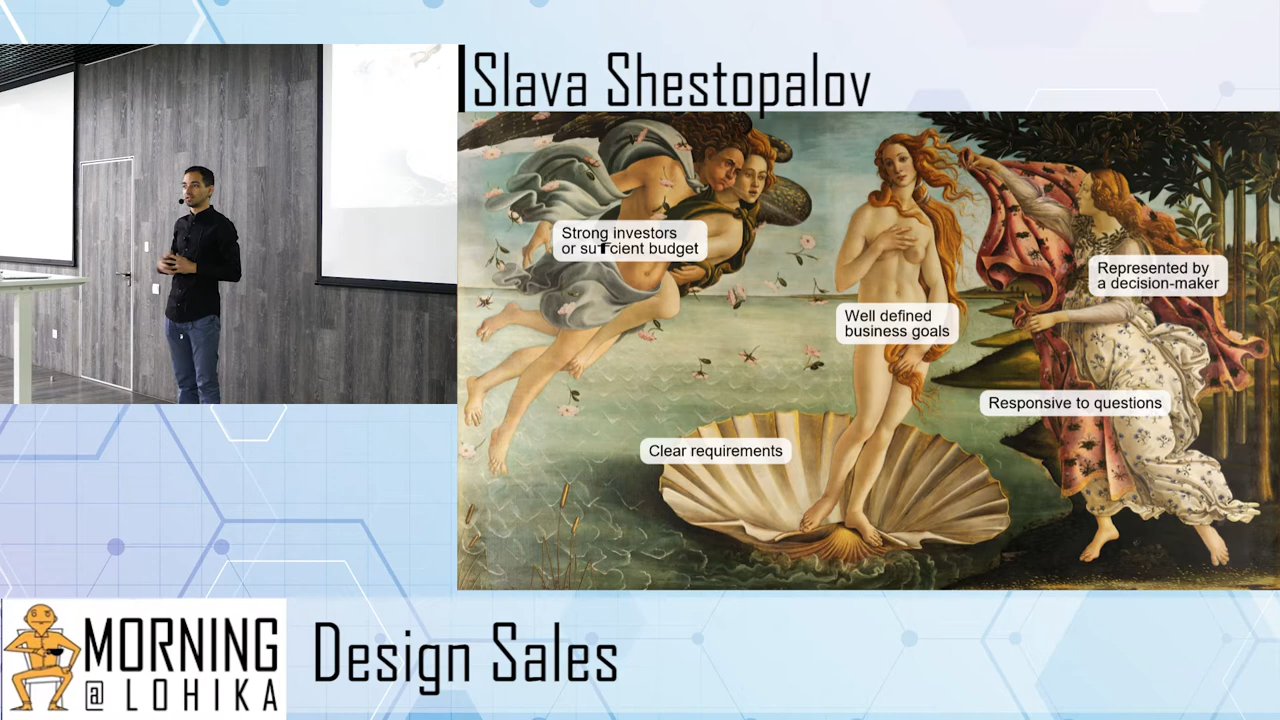 Slava Shestopalov
Strong investors
or sufficient budget
Well defined
business goals
Represented by
a decision-maker
Responsive to questions
Clear requirements
MORNING
@ LOHIKA
Design Sales